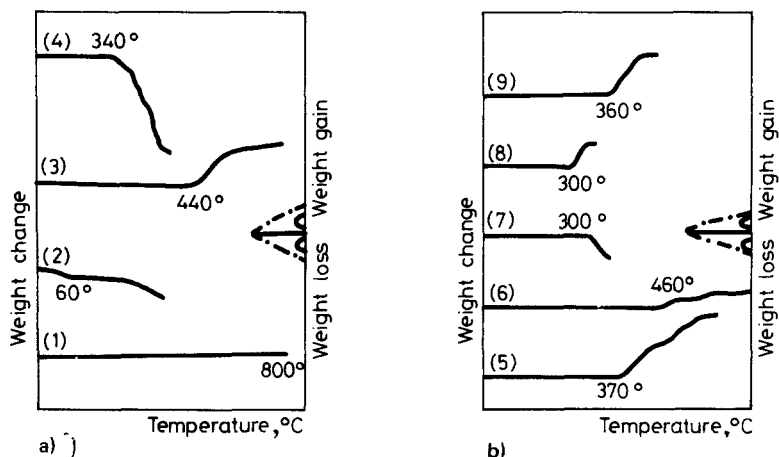 (4) 340°
(3)
440°
(2)
60°
(1)
800°
Weight change
Weight loss Weight gain
Temperature,°C
a)
(9)
360°
(8)
300°
(7) 300°
(6) 460°
(5)
370°
Weight change
Weight loss Weight gain
Temperature,°C
b)